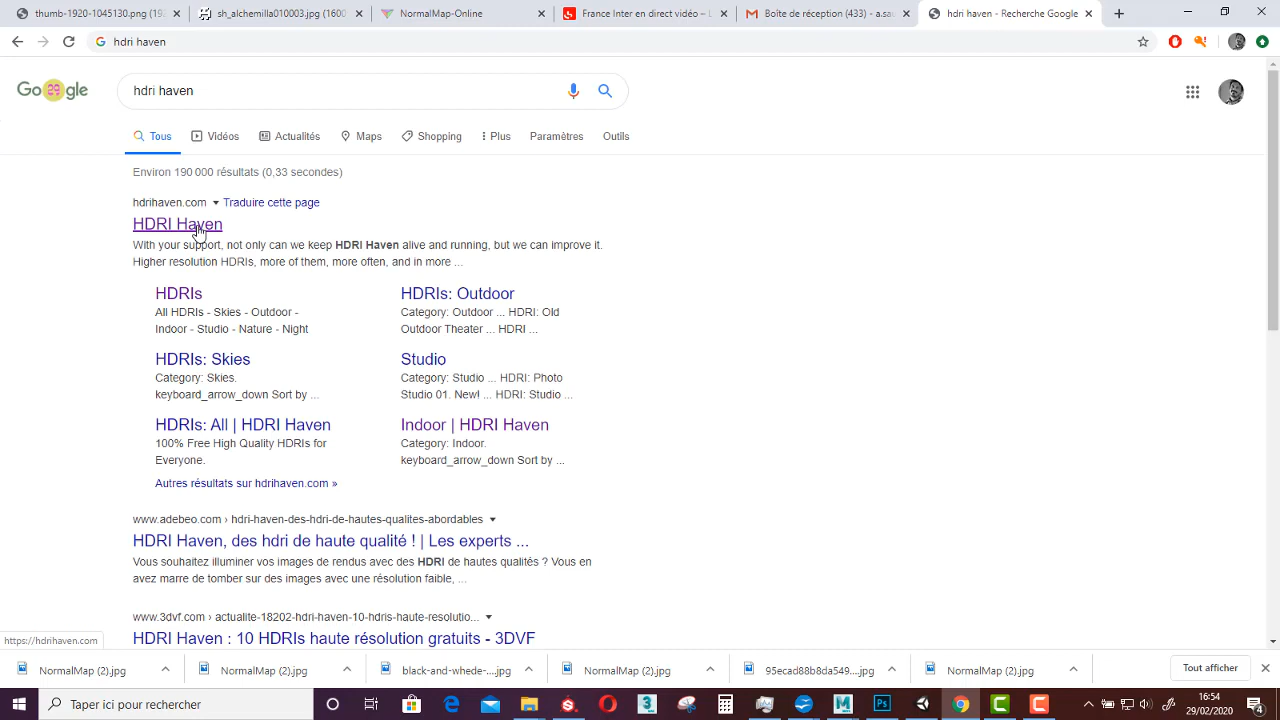 thumb-1920-1045130.png (19
sh_alchemilla010003.jpg (1600
NormalMap-Online
France Inter en direct vidéo – L
Boîte de réception (433) - a.sau
hdri haven - Recherche Google
hdri haven
Google
hdri haven
Tous
Vidéos
Actualités
Maps
Shopping
Plus
Paramètres
Outils
Environ 190 000 résultats (0,33 secondes)
hdrihaven.com Traduire cette page
HDRI Haven
With your support, not only can we keep HDRI Haven alive and running, but we can improve it.
Higher resolution HDRIs, more of them, more often, and in more ...
HDRIs
All HDRIs - Skies - Outdoor -
Indoor - Studio - Nature - Night
HDRIs: Outdoor
Category: Outdoor ... HDRI: Old
Outdoor Theater ... HDRI ...
HDRIs: Skies
Category: Skies.
keyboard_arrow_down Sort by ...
Studio
Category: Studio ... HDRI: Photo
Studio 01. New! ... HDRI: Studio ...
HDRIs: All | HDRI Haven
100% Free High Quality HDRIs for
Everyone.
Indoor | HDRI Haven
Category: Indoor.
keyboard_arrow_down Sort by ...
Autres résultats sur hdrihaven.com »
www.adebeo.com › hdri-haven-des-hdri-de-hautes-qualites-abordables
HDRI Haven, des hdri de haute qualité ! | Les experts ...
Vous souhaitez illuminer vos images de rendus avec des HDRI de hautes qualités ? Vous en
avez marre de tomber sur des images avec une résolution faible, ...
www.3dvf.com › actualite-18202-hdri-haven-10-hdris-haute-resolutio...
HDRI Haven : 10 HDRIs haute résolution gratuits - 3DVF
https://hdrihaven.com
NormalMap (2).jpg
NormalMap (2).jpg
black-and-whede-....jpg
NormalMap (2).jpg
95ecad88b8da549....jpg
NormalMap (2).jpg
Tout afficher
Taper ici pour rechercher
16:54
29/02/2020
4